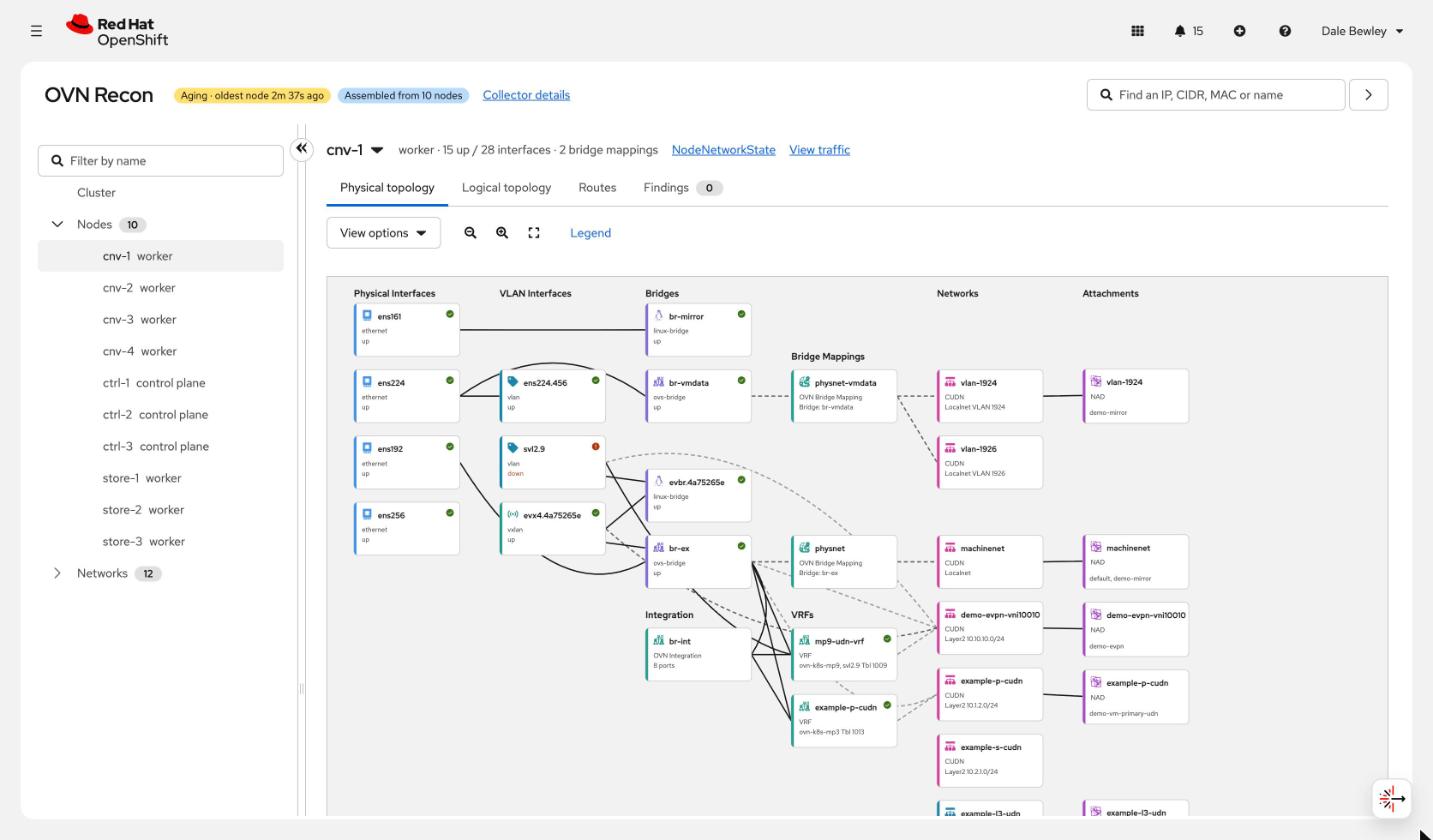 Red Hat
OpenShift
15
Dale Bewley
OVN Recon
Aging · oldest node 2m 37s ago
Assembled from 10 nodes
Collector details
Find an IP, CIDR, MAC or name
Filter by name
Cluster
Nodes 10
cnv-1 worker
cnv-2 worker
cnv-3 worker
cnv-4 worker
ctrl-1 control plane
ctrl-2 control plane
ctrl-3 control plane
store-1 worker
store-2 worker
store-3 worker
Networks 12
cnv-1
worker · 15 up / 28 interfaces · 2 bridge mappings
NodeNetworkState
View traffic
Physical topology
Logical topology
Routes
Findings 0
View options
Legend
Physical Interfaces
ens161
ethernet
up
ens224
ethernet
up
ens192
ethernet
up
ens256
ethernet
up
VLAN Interfaces
ens224.456
vlan
up
svl2.9
vlan
down
evx4.4a75265e
vxlan
up
Bridges
br-mirror
linux-bridge
up
br-vmdata
ovs-bridge
up
evbr.4a75265e
linux-bridge
up
br-ex
ovs-bridge
up
Integration
br-int
OVN Integration
8 ports
Bridge Mappings
physnet-vmdata
OVN Bridge Mapping
Bridge: br-vmdata
physnet
OVN Bridge Mapping
Bridge: br-ex
VRFs
mp9-udn-vrf
VRF
ovn-k8s-mp9, svl2.9 Tbl 1009
example-p-cudn
VRF
ovn-k8s-mp3 Tbl 1013
Networks
vlan-1924
CUDN
Localnet VLAN 1924
vlan-1926
CUDN
Localnet VLAN 1926
machinenet
CUDN
Localnet
demo-evpn-vni10010
CUDN
Layer2 10.10.10.0/24
example-p-cudn
CUDN
Layer2 10.1.2.0/24
example-s-cudn
CUDN
Layer2 10.2.1.0/24
example-l3-udn
Attachments
vlan-1924
NAD
demo-mirror
machinenet
NAD
default, demo-mirror
demo-evpn-vni10010
NAD
demo-evpn
example-p-cudn
NAD
demo-vm-primary-udn
example-l3-udn